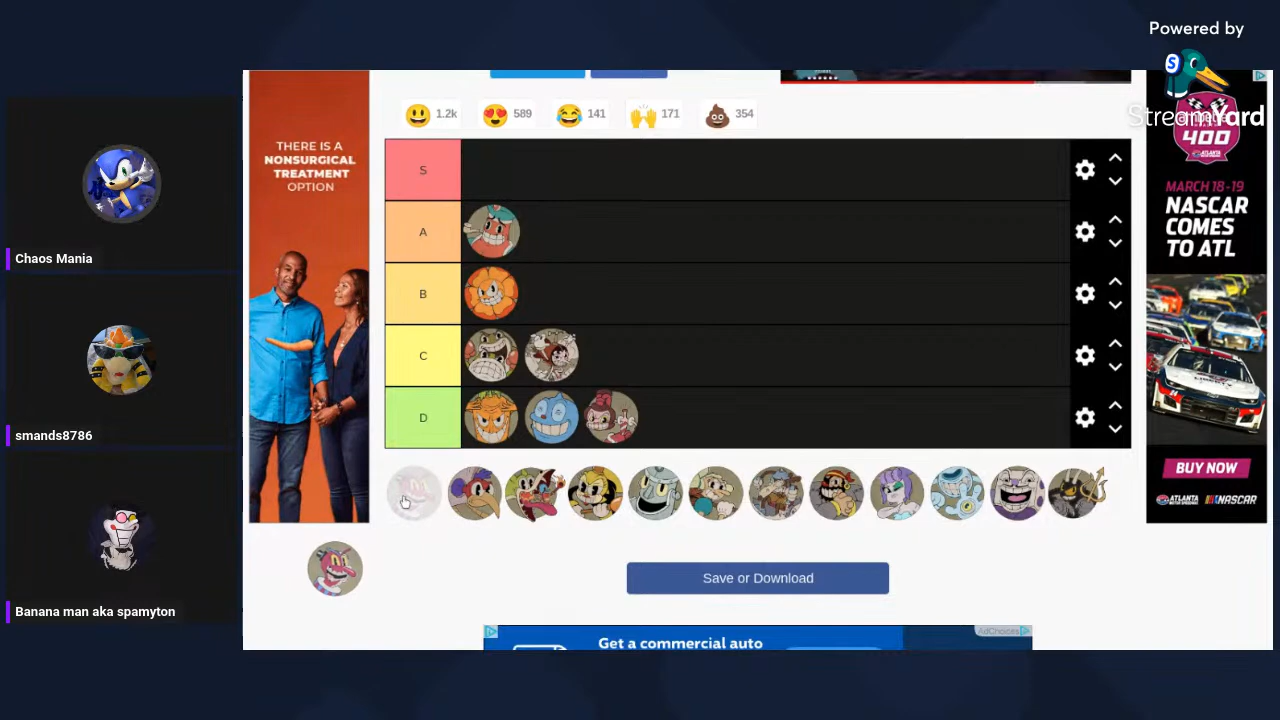 Powered by
StreamYard
THERE IS A
NONSURGICAL
TREATMENT
OPTION
1.2k
589
141
171
354
S
A
B
C
D
Chaos Mania
smands8786
Banana man aka spamyton
400
MARCH 18-19
NASCAR
COMES
TO ATL
BUY NOW
ATLANTA
NASCAR
Save or Download
AdChoices
Get a commercial auto